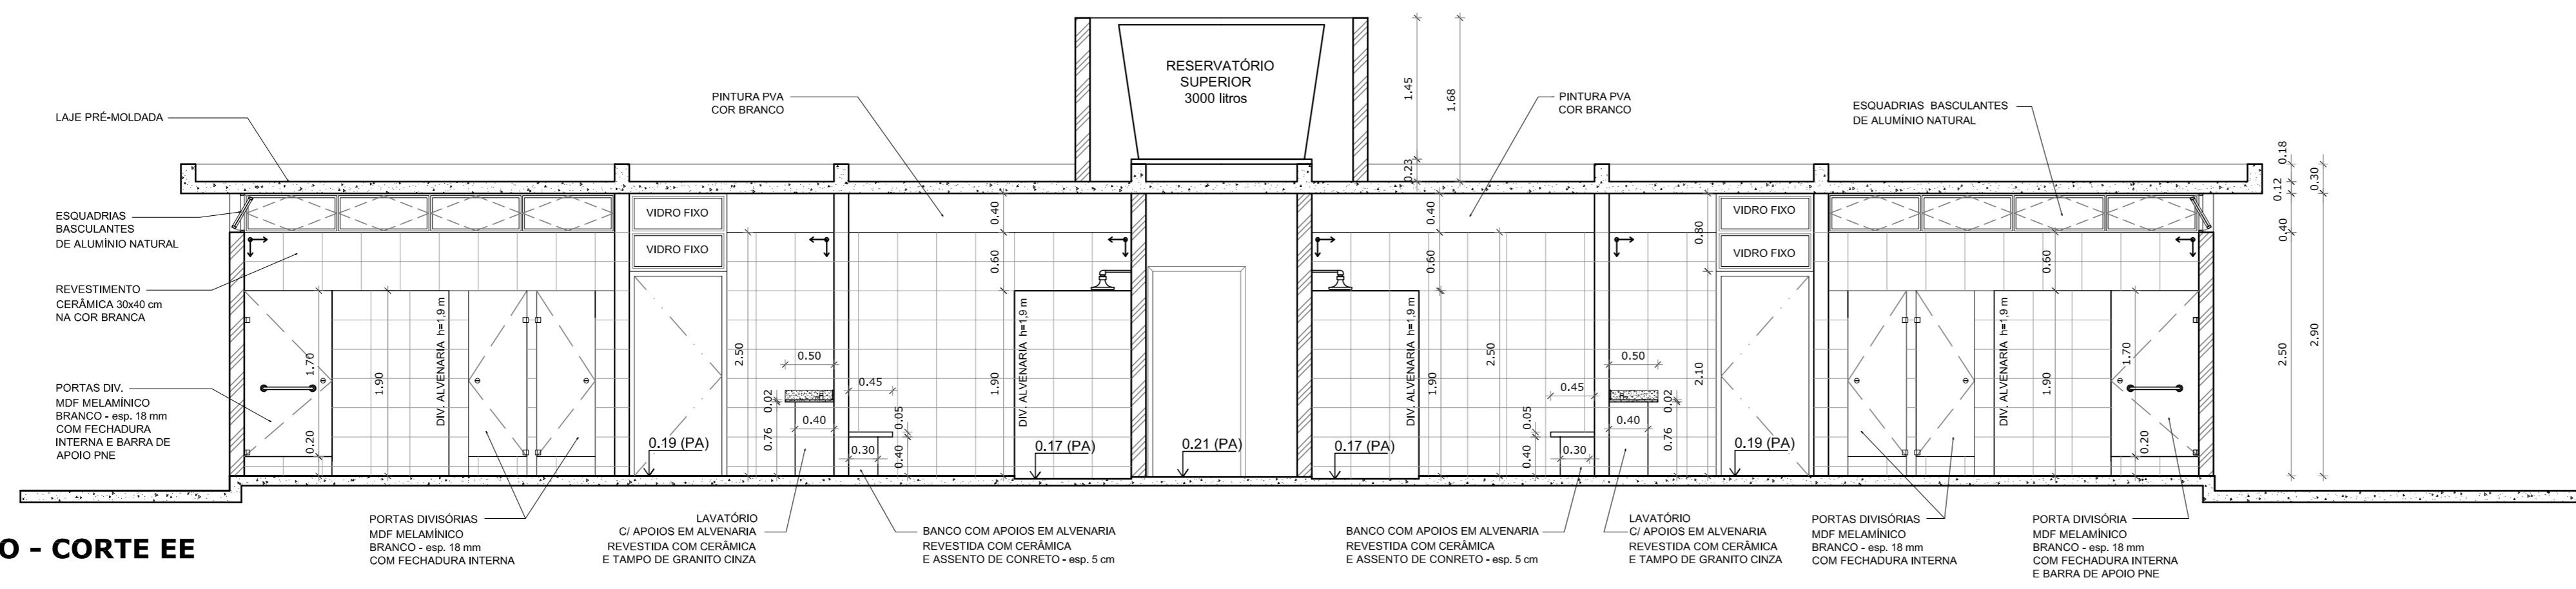 RESERVATÓRIO
SUPERIOR
3000 litros
1.45
1.68
0.23
LAJE PRÉ-MOLDADA
PINTURA PVA
COR BRANCO
PINTURA PVA
COR BRANCO
ESQUADRIAS BASCULANTES
DE ALUMÍNIO NATURAL
0.18
0.12
0.30
0.40
2.50
2.90
ESQUADRIAS
BASCULANTES
DE ALUMÍNIO NATURAL
REVESTIMENTO
CERÂMICA 30x40 cm
NA COR BRANCA
PORTAS DIV.
MDF MELAMÍNICO
BRANCO - esp. 18 mm
COM FECHADURA
INTERNA E BARRA DE
APOIO PNE
1.70
0.20
1.90
DIV. ALVENARIA h=1,9 m
VIDRO FIXO
VIDRO FIXO
0.19 (PA)
2.50
0.50
0.02
0.40
0.76
0.45
0.05
0.30
0.40
0.40
0.60
1.90
DIV. ALVENARIA h=1,9 m
0.17 (PA)
0.21 (PA)
0.17 (PA)
DIV. ALVENARIA h=1,9 m
0.40
0.60
1.90
2.50
0.45
0.05
0.30
0.40
0.50
0.02
0.40
0.76
0.80
2.10
VIDRO FIXO
VIDRO FIXO
0.19 (PA)
DIV. ALVENARIA h=1,9 m
0.60
1.90
1.70
0.20
PORTAS DIVISÓRIAS
MDF MELAMÍNICO
BRANCO - esp. 18 mm
COM FECHADURA INTERNA
LAVATÓRIO
C/ APOIOS EM ALVENARIA
REVESTIDA COM CERÂMICA
E TAMPO DE GRANITO CINZA
BANCO COM APOIOS EM ALVENARIA
REVESTIDA COM CERÂMICA
E ASSENTO DE CONRETO - esp. 5 cm
BANCO COM APOIOS EM ALVENARIA
REVESTIDA COM CERÂMICA
E ASSENTO DE CONRETO - esp. 5 cm
LAVATÓRIO
C/ APOIOS EM ALVENARIA
REVESTIDA COM CERÂMICA
E TAMPO DE GRANITO CINZA
PORTAS DIVISÓRIAS
MDF MELAMÍNICO
BRANCO - esp. 18 mm
COM FECHADURA INTERNA
PORTA DIVISÓRIA
MDF MELAMÍNICO
BRANCO - esp. 18 mm
COM FECHADURA INTERNA
E BARRA DE APOIO PNE
O - CORTE EE